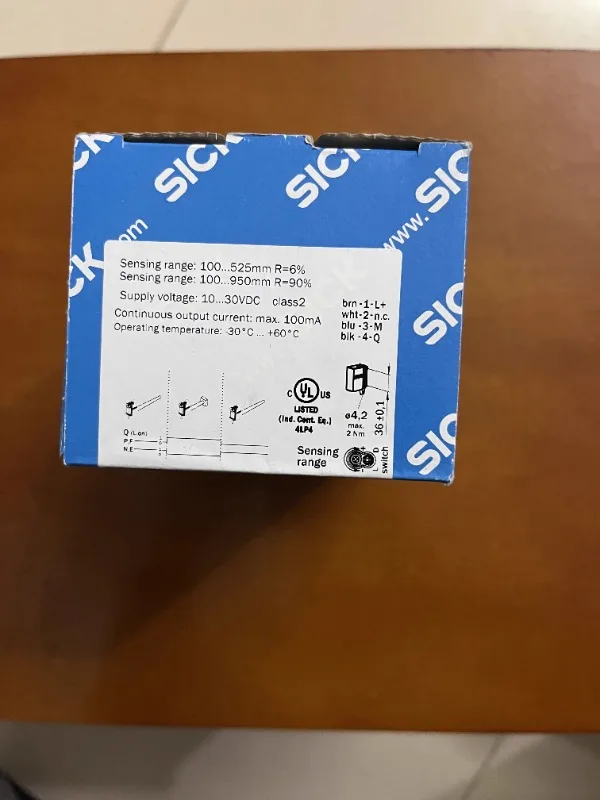 SICK
SICK
SICK
www.
.com
SICK
SICK
SICK
Sensing range: 100...525mm R=6%
Sensing range: 100...950mm R=90%
Supply voltage: 10...30VDC class2
Continuous output current: max. 100mA
Operating temperature: -30°C ... +60°C
brn -1-L+
wht-2-n.c.
blu -3-M
blk -4-Q
C UL US
LISTED
(Ind. Cont. Eq.)
4LP4
ø4,2
max.
2 Nm
36 ±0,1
Q (L.on)
P.F
N.E
Sensing
range
L D
switch